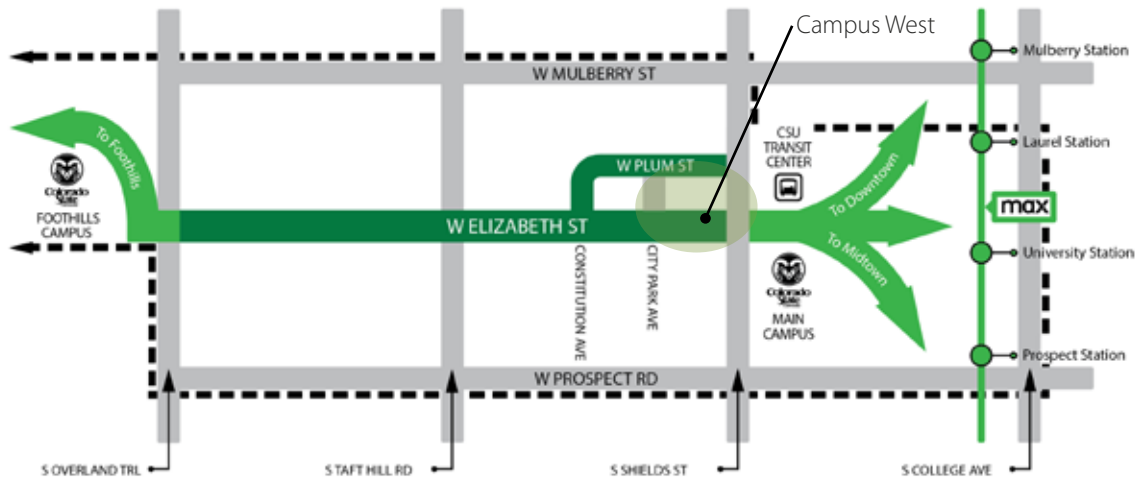 Campus West
Mulberry Station
W MULBERRY ST
To Foothills
CSU
TRANSIT
CENTER
Laurel Station
W PLUM ST
To Downtown
Colorado
State
FOOTHILLS
CAMPUS
max
W ELIZABETH ST
To Midtown
University Station
CONSTITUTION AVE
CITY PARK AVE
Colorado
State
MAIN
CAMPUS
Prospect Station
W PROSPECT RD
S OVERLAND TRL
S TAFT HILL RD
S SHIELDS ST
S COLLEGE AVE